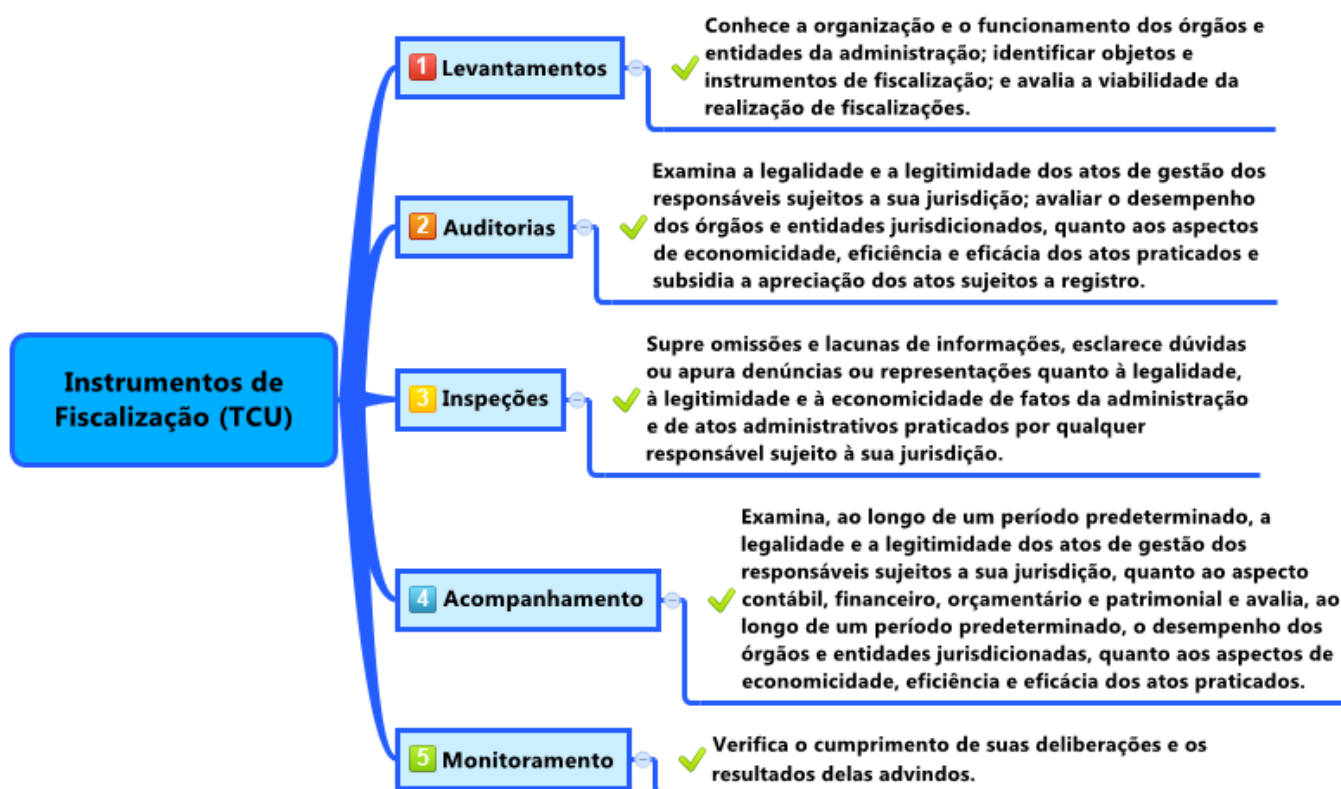 Instrumentos de
Fiscalização (TCU)
1 Levantamentos
Conhece a organização e o funcionamento dos órgãos e
entidades da administração; identificar objetos e
instrumentos de fiscalização; e avalia a viabilidade da
realização de fiscalizações.
2 Auditorias
Examina a legalidade e a legitimidade dos atos de gestão dos
responsáveis sujeitos a sua jurisdição; avaliar o desempenho
dos órgãos e entidades jurisdicionados, quanto aos aspectos
de economicidade, eficiência e eficácia dos atos praticados e
subsidia a apreciação dos atos sujeitos a registro.
3 Inspeções
Supre omissões e lacunas de informações, esclarece dúvidas
ou apura denúncias ou representações quanto à legalidade,
à legitimidade e à economicidade de fatos da administração
e de atos administrativos praticados por qualquer
responsável sujeito à sua jurisdição.
4 Acompanhamento
Examina, ao longo de um período predeterminado, a
legalidade e a legitimidade dos atos de gestão dos
responsáveis sujeitos a sua jurisdição, quanto ao aspecto
contábil, financeiro, orçamentário e patrimonial e avalia, ao
longo de um período predeterminado, o desempenho dos
órgãos e entidades jurisdicionadas, quanto aos aspectos de
economicidade, eficiência e eficácia dos atos praticados.
5 Monitoramento
Verifica o cumprimento de suas deliberações e os
resultados delas advindos.